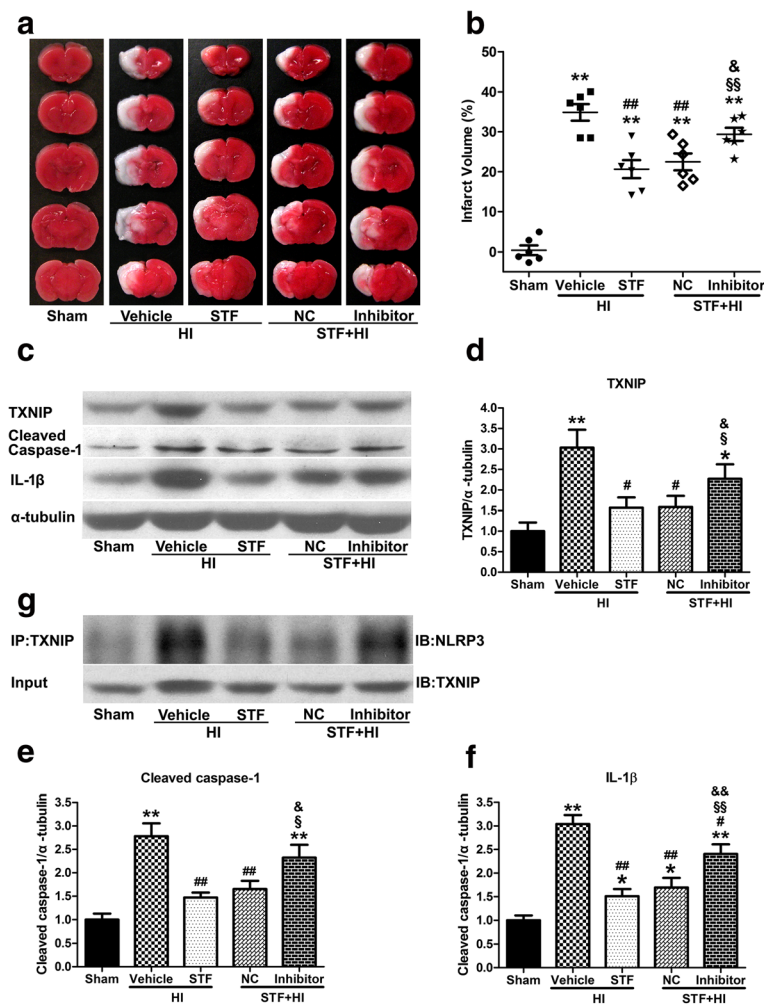 a
Sham
Vehicle
STF
NC
Inhibitor
HI
STF+HI
b
Infarct Volume (%)
50
40
30
20
10
0
**
##
**
##
**
&
§§
**
Sham
Vehicle
STF
NC
Inhibitor
HI
STF+HI
c
TXNIP
Cleaved
Caspase-1
IL-1β
α-tubulin
Sham
Vehicle
STF
NC
Inhibitor
HI
STF+HI
d
TXNIP
TXNIP/α -tubulin
4.0
3.5
3.0
2.5
2.0
1.5
1.0
0.5
0.0
**
#
#
&
§
*
Sham
Vehicle
STF
NC
Inhibitor
HI
STF+HI
g
IP:TXNIP
IB:NLRP3
Input
IB:TXNIP
Sham
Vehicle
STF
NC
Inhibitor
HI
STF+HI
e
Cleaved caspase-1
Cleaved caspase-1/α -tubulin
3.5
3.0
2.5
2.0
1.5
1.0
0.5
0.0
**
##
##
&
§
**
Sham
Vehicle
STF
NC
Inhibitor
HI
STF+HI
f
IL-1β
Cleaved caspase-1/α -tubulin
3.5
3.0
2.5
2.0
1.5
1.0
0.5
0.0
**
##
*
##
*
&&
§§
#
**
Sham
Vehicle
STF
NC
Inhibitor
HI
STF+HI